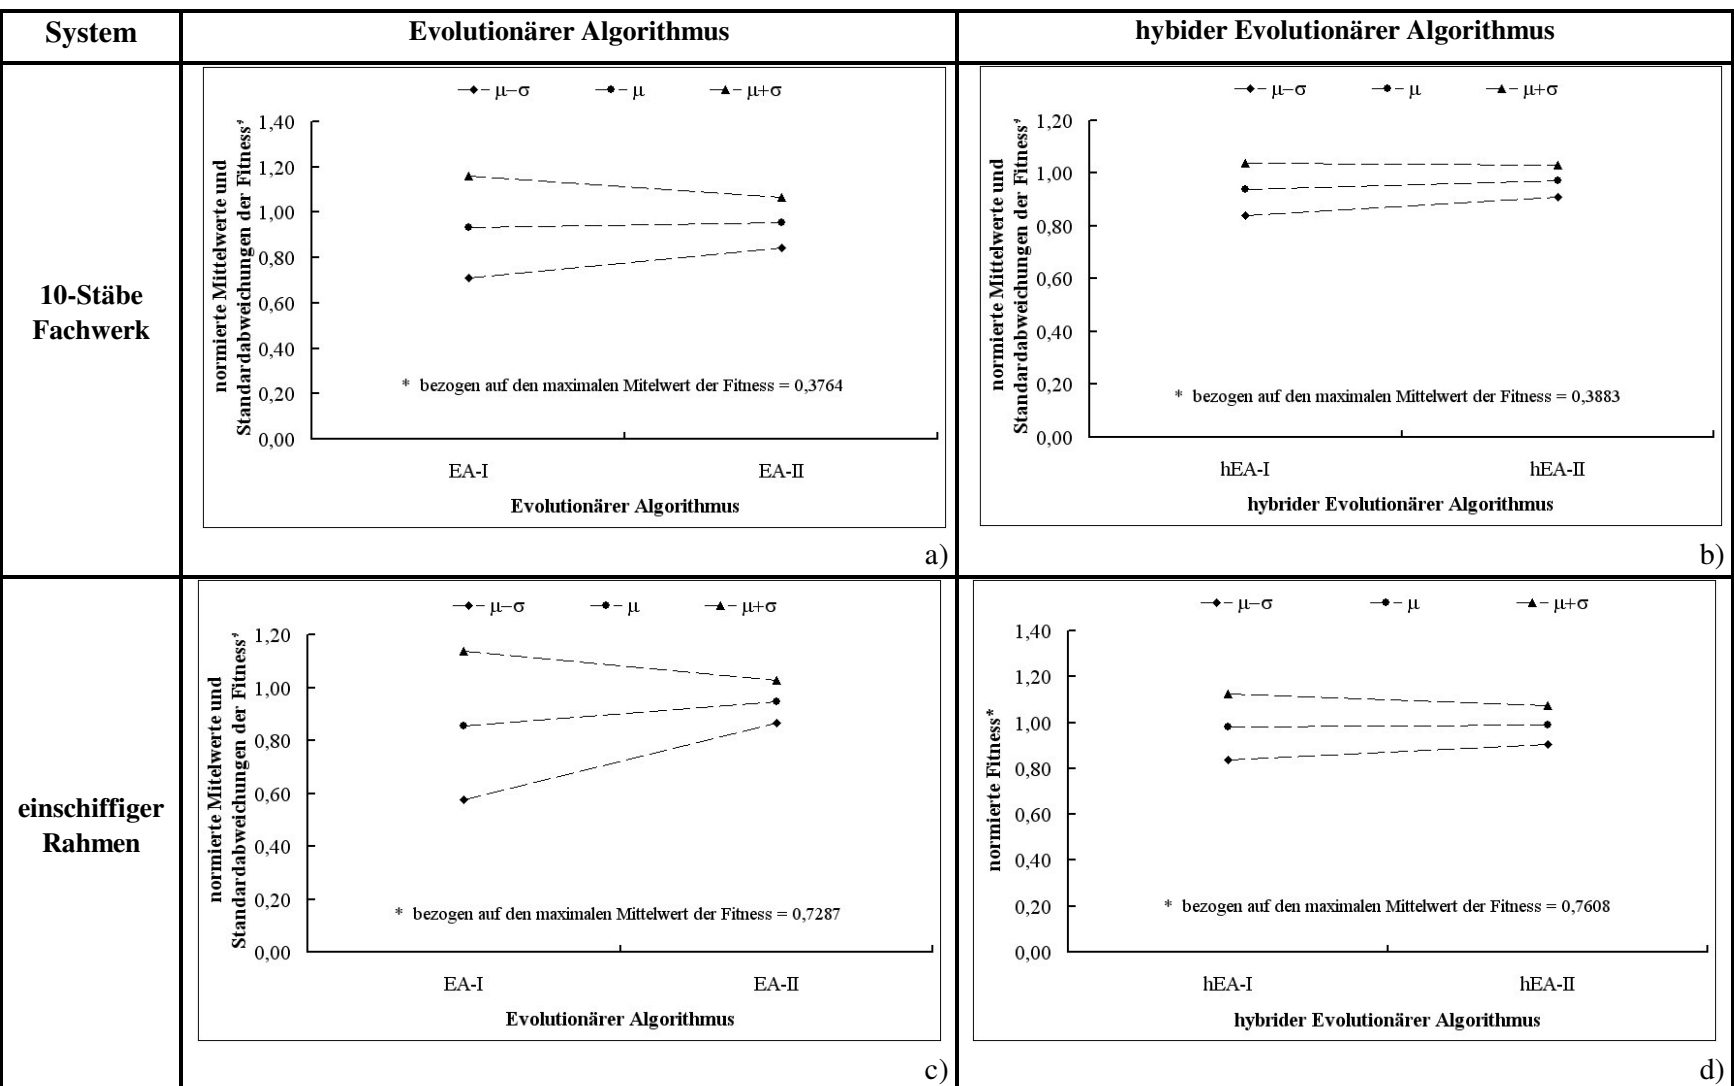 System
Evolutionärer Algorithmus
hybider Evolutionärer Algorithmus
10-Stäbe
Fachwerk
μ−σ
μ
μ+σ
normierte Mittelwerte und
Standardabweichungen der Fitness*
1,40
1,20
1,00
0,80
0,60
0,40
0,20
0,00
* bezogen auf den maximalen Mitelwert der Fitness = 0,3764
EA-I
EA-II
Evolutionärer Algorithmus
a)
μ−σ
μ
μ+σ
normierte Mittelwerte und
Standardabweichungen der Fitness*
1,20
1,00
0,80
0,60
0,40
0,20
0,00
* bezogen auf den maximalen Mittelwert der Fitness = 0,3883
hEA-I
hEA-II
hybrider Evolutionärer Algorithmus
b)
einschiffiger
Rahmen
μ−σ
μ
μ+σ
normierte Mittelwerte und
Standardabweichungen der Fitness*
1,20
1,00
0,80
0,60
0,40
0,20
0,00
* bezogen auf den maximalen Mittelwert der Fitness = 0,7287
EA-I
EA-II
Evolutionärer Algorithmus
c)
μ−σ
μ
μ+σ
normierte Fitness*
1,40
1,20
1,00
0,80
0,60
0,40
0,20
0,00
* bezogen auf den maximalen Mittelwert der Fitness = 0,7608
hEA-I
hEA-II
hybrider Evolutionärer Algorithmus
d)